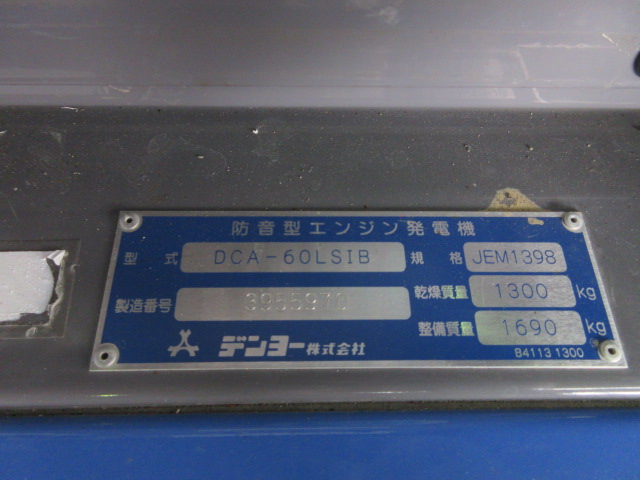 防音型エンジン発電機
型式 DCA-60LSIB 規格 JEM1398
製造番号 3955970 乾燥質量 1300 kg
整備質量 1690 kg
デンヨー株式会社
B4113 1300